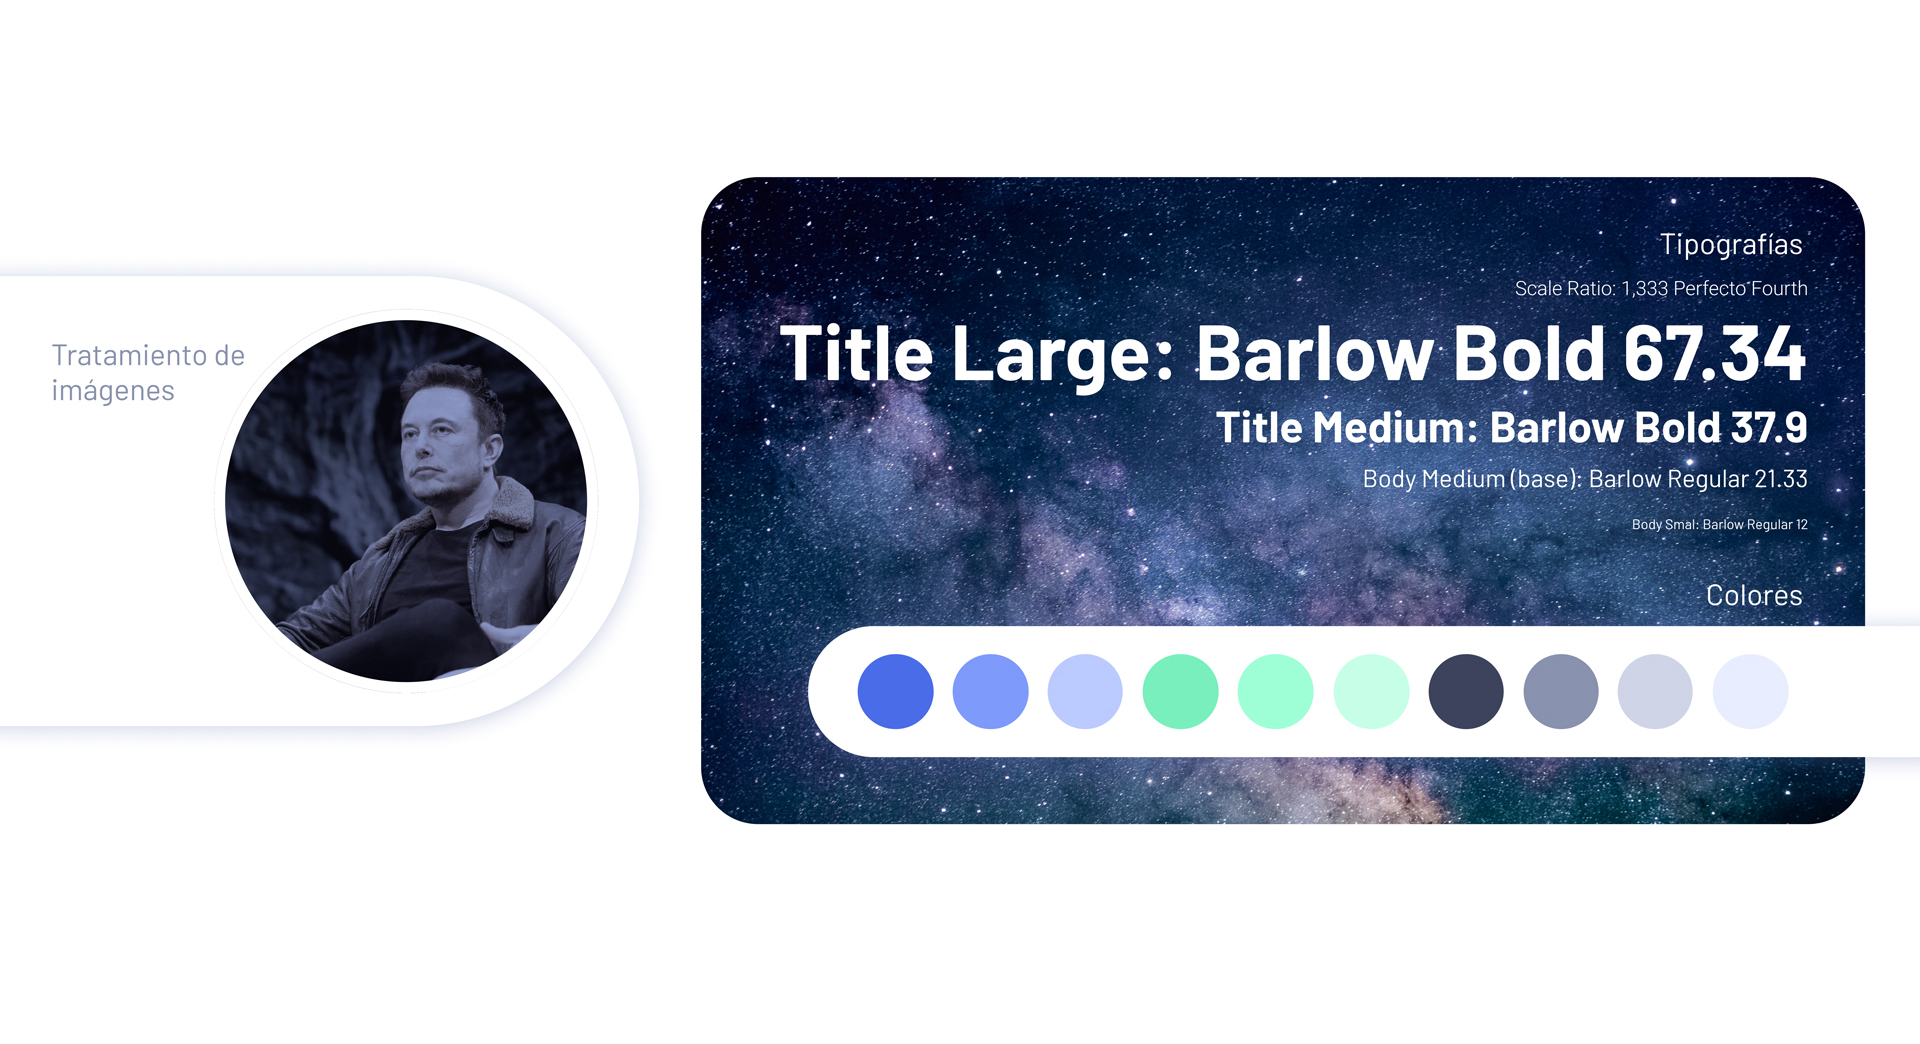 Tratamiento de
imágenes
Tipografías
Scale Ratio: 1,333 Perfecto Fourth
Title Large: Barlow Bold 67.34
Title Medium: Barlow Bold 37.9
Body Medium (base): Barlow Regular 21.33
Body Smal: Barlow Regular 12
Colores